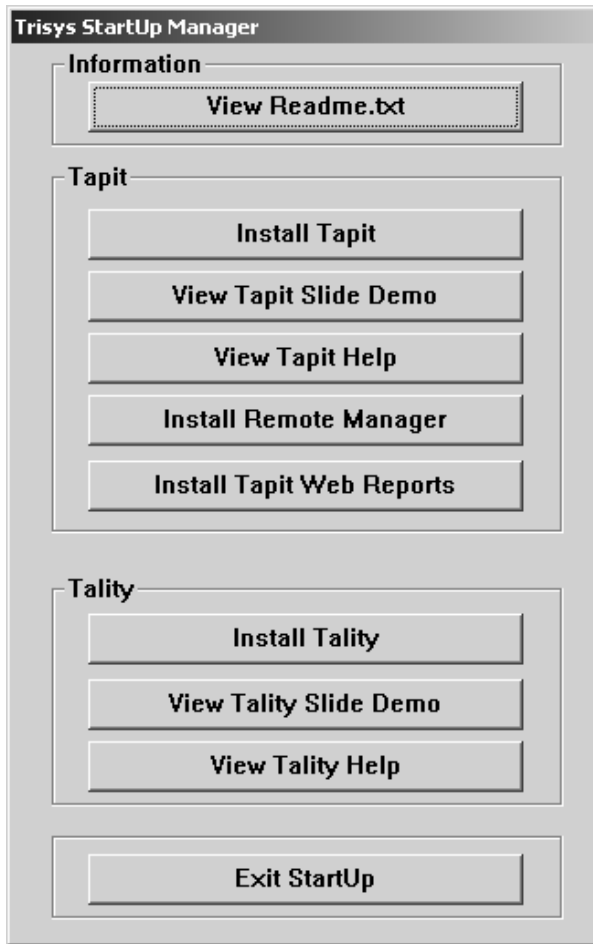 Trisys StartUp Manager
Information
View Readme.txt
Tapit
Install Tapit
View Tapit Slide Demo
View Tapit Help
Install Remote Manager
Install Tapit Web Reports
Tality
Install Tality
View Tality Slide Demo
View Tality Help
Exit StartUp